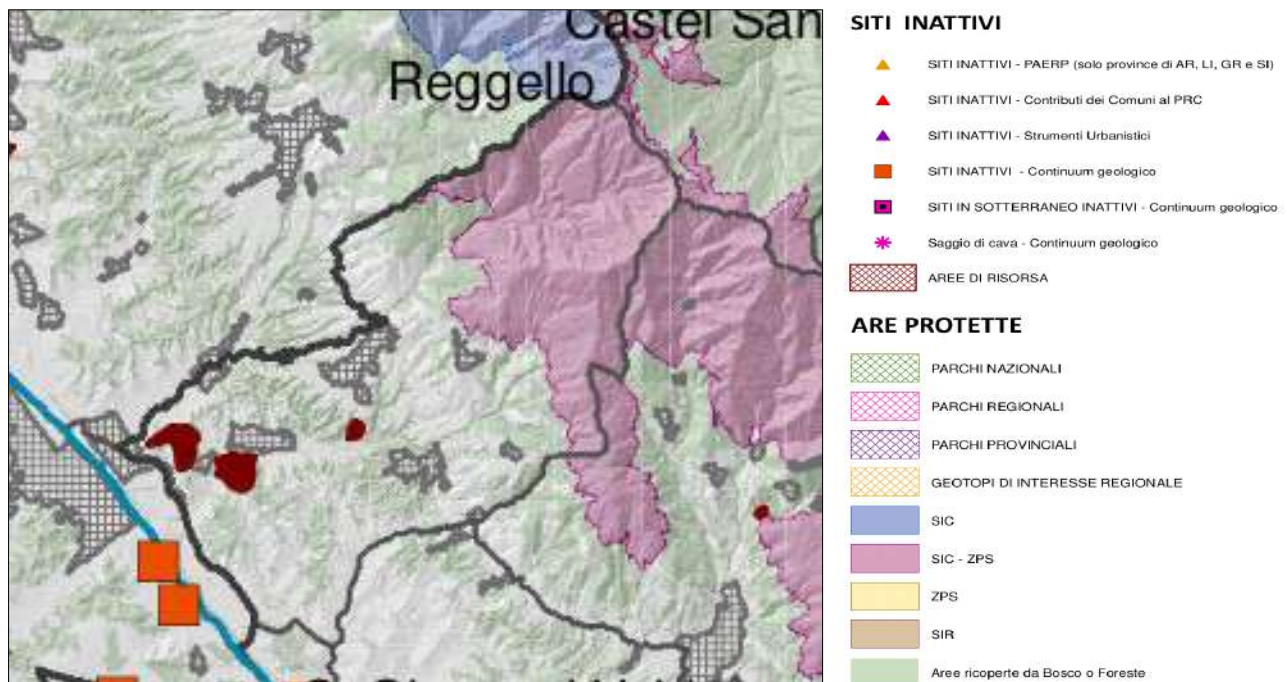 Castel San
Reggello
SITI INATTIVI
SITI INATTIVI - PAERP (solo province di AR, LI, GR e SI)
SITI INATTIVI - Contributi dei Comuni al PRC
SITI INATTIVI - Strumenti Urbanistici
SITI INATTIVI - Continuum geologico
SITI IN SOTTERRANEO INATTIVI - Continuum geologico
Saggio di cava - Continuum geologico
AREE DI RISORSA
ARE PROTETTE
PARCHI NAZIONALI
PARCHI REGIONALI
PARCHI PROVINCIALI
GEOTOPI DI INTERESSE REGIONALE
SIC
SIC - ZPS
ZPS
SIR
Aree ricoperte da Bosco o Foreste